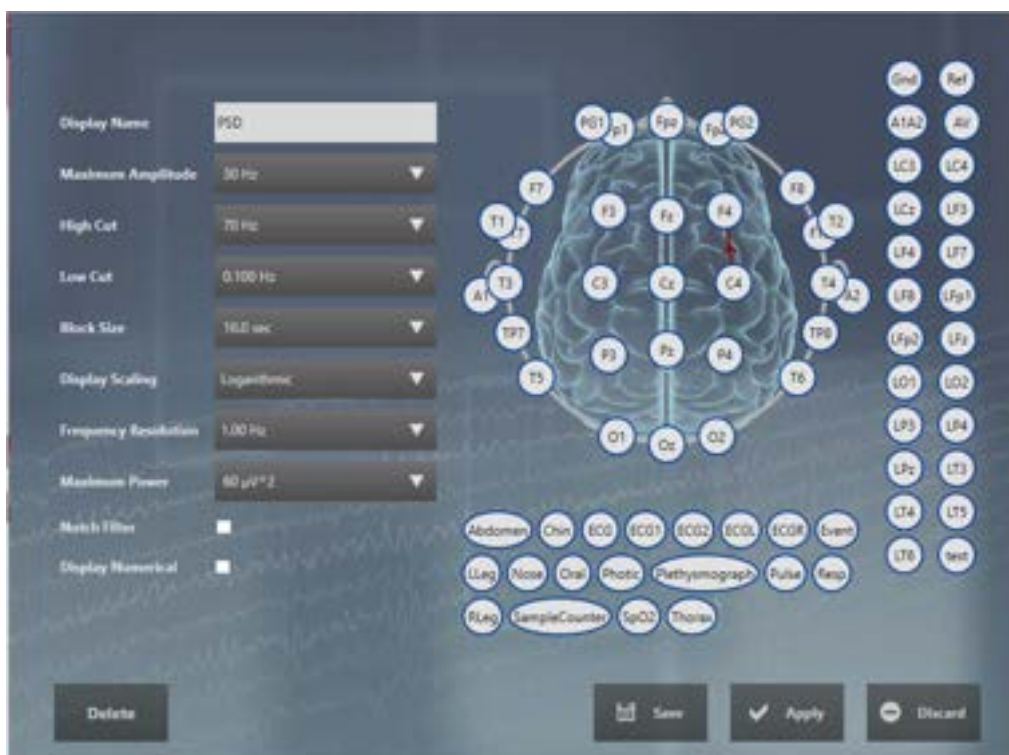 Display Name PSD
Maximum Amplitude 30 Hz
High Cut 70 Hz
Low Cut 0.100 Hz
Block Size 10.0 sec
Display Scaling Logarithmic
Frequency Resolution 1.00 Hz
Maximum Power 60 µV^2
Notch Filter
Display Numerical
PG1 Fpz PG2
F7 F8
F3 Fz F4
T1 T2
A1 T3 C3 Cz C4 T4 A2
TP7 TP8
P3 Pz P4
T5 T6
O1 Oz O2
Gnd Ref
A1A2 Air
LC3 LC4
LCz LF3
LF4 LF7
LF8 LFp1
LFp2 LFz
LO1 LO2
LP3 LP4
LPz LT3
LT4 LT5
LT6 test
Abdomen Chin ECG ECG1 ECG2 ECGL ECGR Event
LLeg Nose Oral Photic Plethysmograph Pulse Resp
RLeg SampleCounter SpO2 Thorax
Delete Save Apply Discard